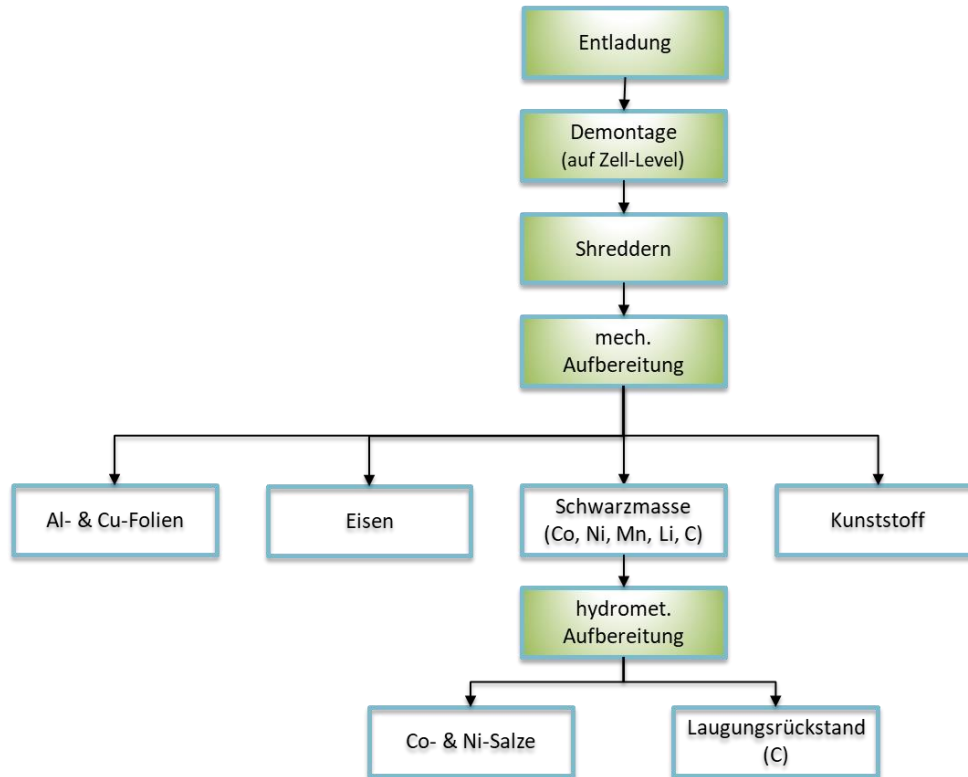 Entladung
Demontage
(auf Zell-Level)
Shreddern
mech.
Aufbereitung
Al- & Cu-Folien
Eisen
Schwarzmasse
(Co, Ni, Mn, Li, C)
Kunststoff
hydromet.
Aufbereitung
Co- & Ni-Salze
Laugungsrückstand
(C)